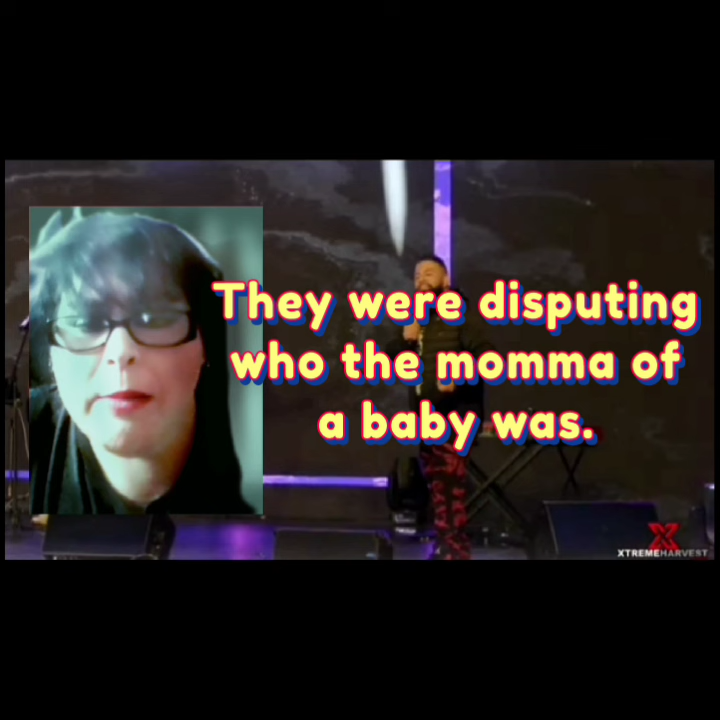 They were disputing
who the momma of
a baby was.
XTREMEHARVEST